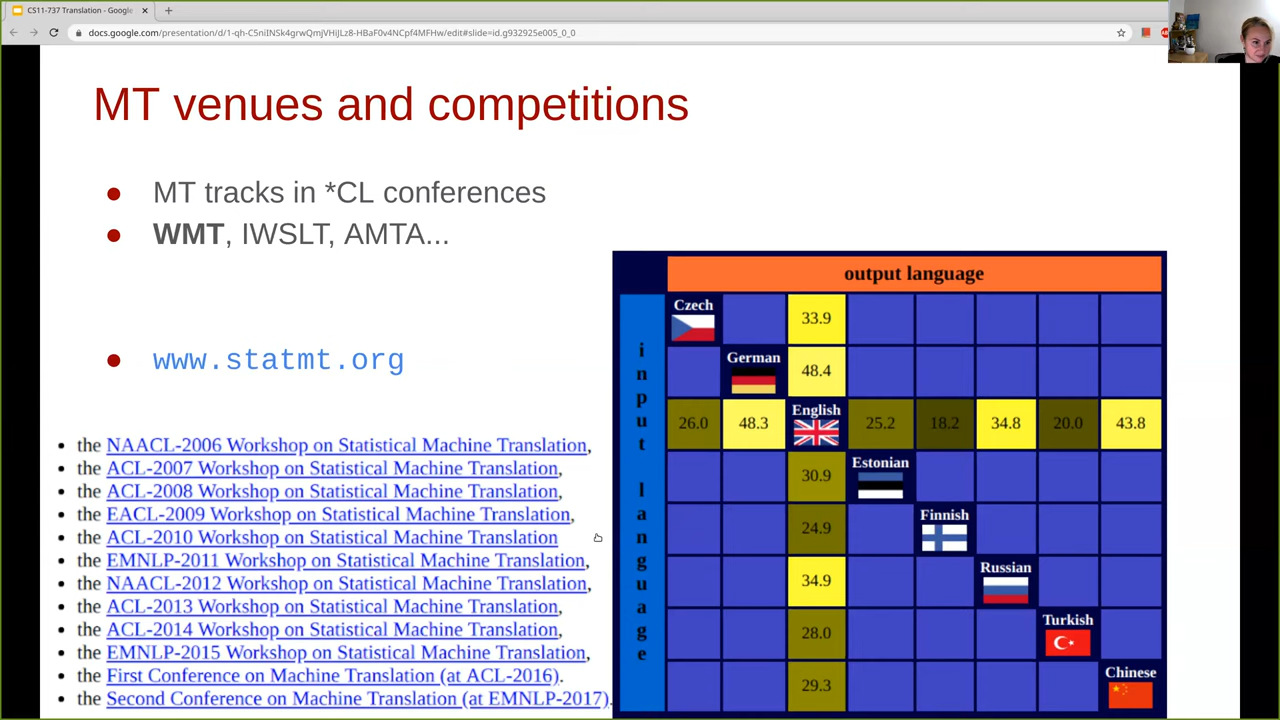 CS11-737 Translation - Google
docs.google.com/presentation/d/1-qh-C5niINSk4grwQmjVHiJLz8-HBaF0v4NCpf4MFHw/edit#slide=id.g932925e005_0_0
MT venues and competitions
● MT tracks in *CL conferences
● WMT, IWSLT, AMTA...
● www.statmt.org
• the NAACL-2006 Workshop on Statistical Machine Translation,
• the ACL-2007 Workshop on Statistical Machine Translation,
• the ACL-2008 Workshop on Statistical Machine Translation,
• the EACL-2009 Workshop on Statistical Machine Translation,
• the ACL-2010 Workshop on Statistical Machine Translation
• the EMNLP-2011 Workshop on Statistical Machine Translation,
• the NAACL-2012 Workshop on Statistical Machine Translation,
• the ACL-2013 Workshop on Statistical Machine Translation,
• the ACL-2014 Workshop on Statistical Machine Translation,
• the EMNLP-2015 Workshop on Statistical Machine Translation,
• the First Conference on Machine Translation (at ACL-2016).
• the Second Conference on Machine Translation (at EMNLP-2017).
output language
input language
Czech 33.9
German 48.4
26.0 48.3 English 25.2 18.2 34.8 20.0 43.8
30.9 Estonian
24.9 Finnish
34.9 Russian
28.0 Turkish
29.3 Chinese